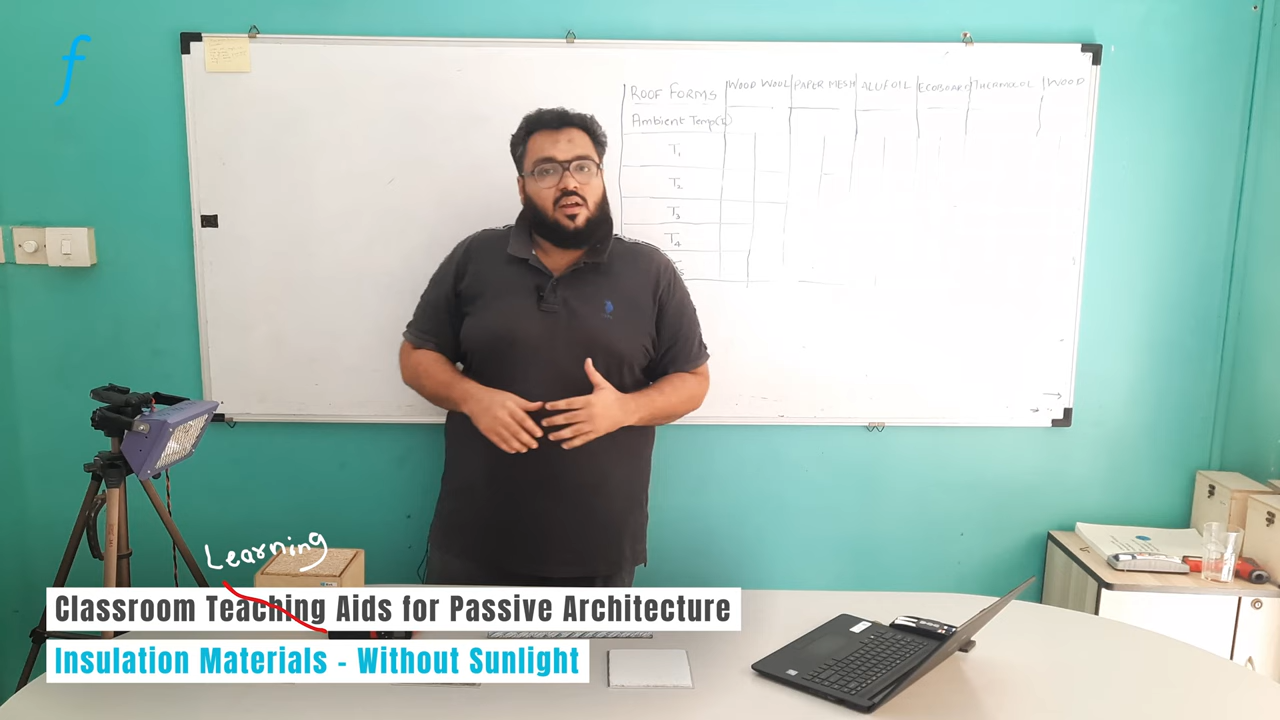 f
ROOF FORMS WOOD WOOL PAPER MESH ALUFOIL ECOBOARD THERMOCOL WOOD
Ambient Temp
T1
T2
T3
T4
Learning
Classroom Teaching Aids for Passive Architecture
Insulation Materials - Without Sunlight